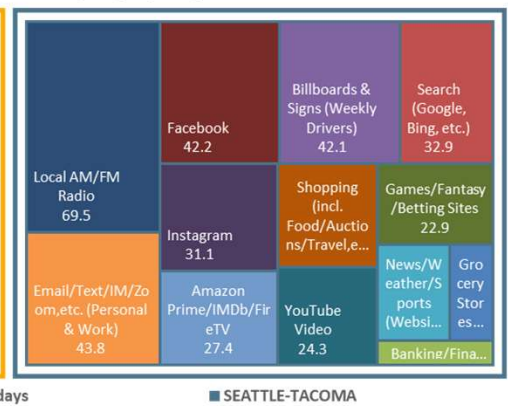 Local AM/FM
Radio
69.5
Email/Text/IM/Zo
om,etc. (Personal
& Work)
43.8
Facebook
42.2
Instagram
31.1
Amazon
Prime/IMDb/Fir
eTV
27.4
Billboards &
Signs (Weekly
Drivers)
42.1
Shopping
(incl.
Food/Auctio
ns/Travel,e...
YouTube
Video
24.3
Search
(Google,
Bing, etc.)
32.9
Games/Fantasy
/Betting Sites
22.9
News/W
eather/S
ports
(Websi...
Gro
cery
Stor
es...
Banking/Fina...
days
SEATTLE-TACOMA